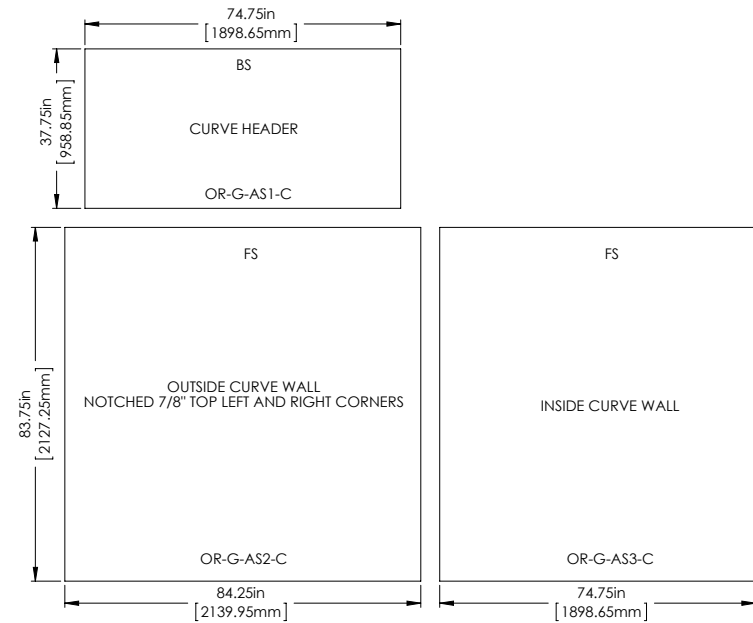 74.75in
[1898.65mm]
37.75in
[958.85mm]
BS
CURVE HEADER
OR-G-AS1-C
83.75in
[2127.25mm]
FS
OUTSIDE CURVE WALL
NOTCHED 7/8" TOP LEFT AND RIGHT CORNERS
OR-G-AS2-C
84.25in
[2139.95mm]
FS
INSIDE CURVE WALL
OR-G-AS3-C
74.75in
[1898.65mm]